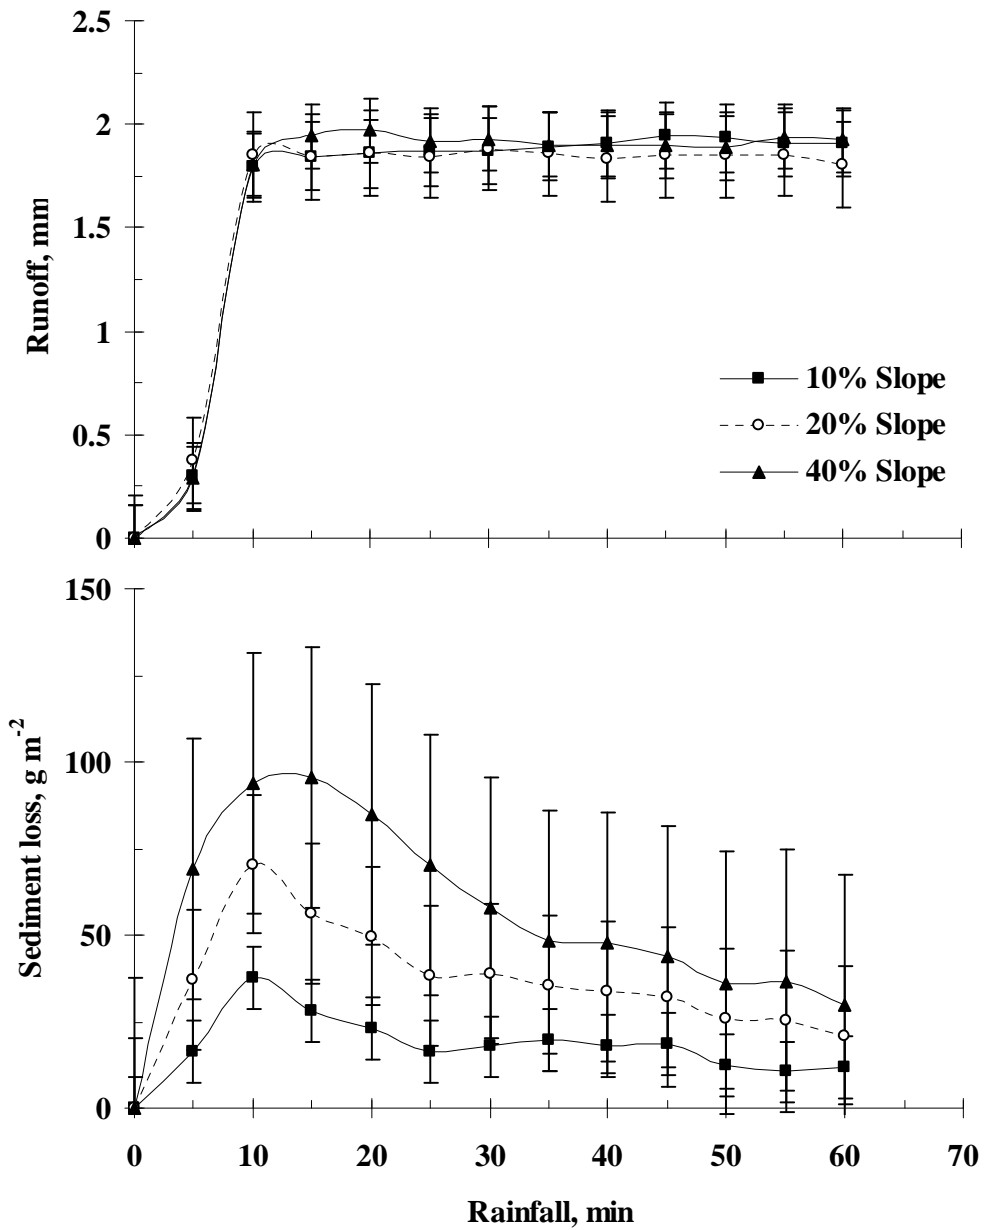 2.5
2
1.5
1
0.5
0
Runoff, mm
10% Slope
20% Slope
40% Slope
150
100
50
0
Sediment loss, g m-2
0 10 20 30 40 50 60 70
Rainfall, min